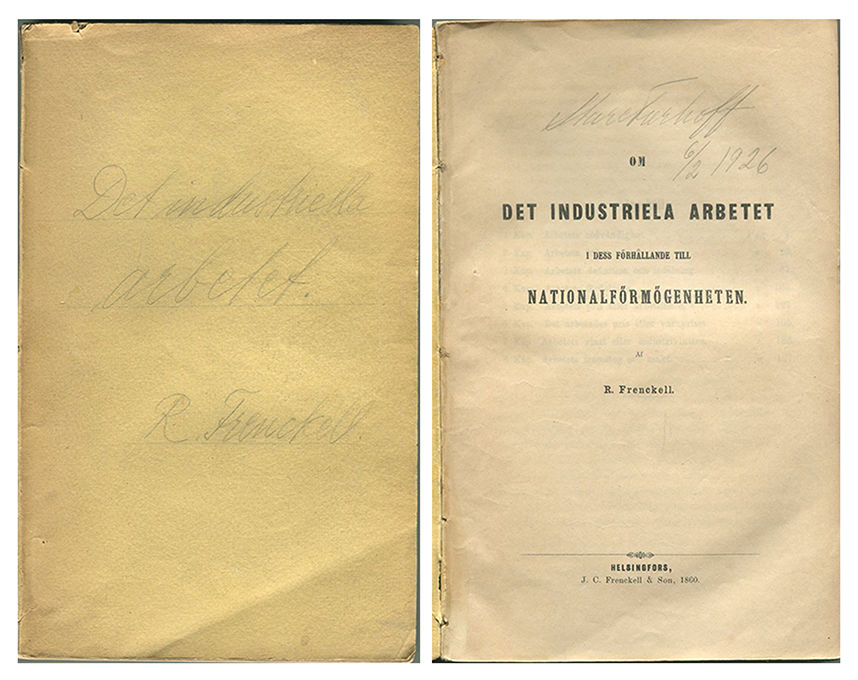 Det industriella
arbetet.
R. Frenckell.
6/2 1926
OM
DET INDUSTRIELA ARBETET
I DESS FÖRHÅLLANDE TILL
NATIONALFÖRMÖGENHETEN.
AF
R. Frenckell.
HELSINGFORS,
J. C. Frenckell & Son, 1860.